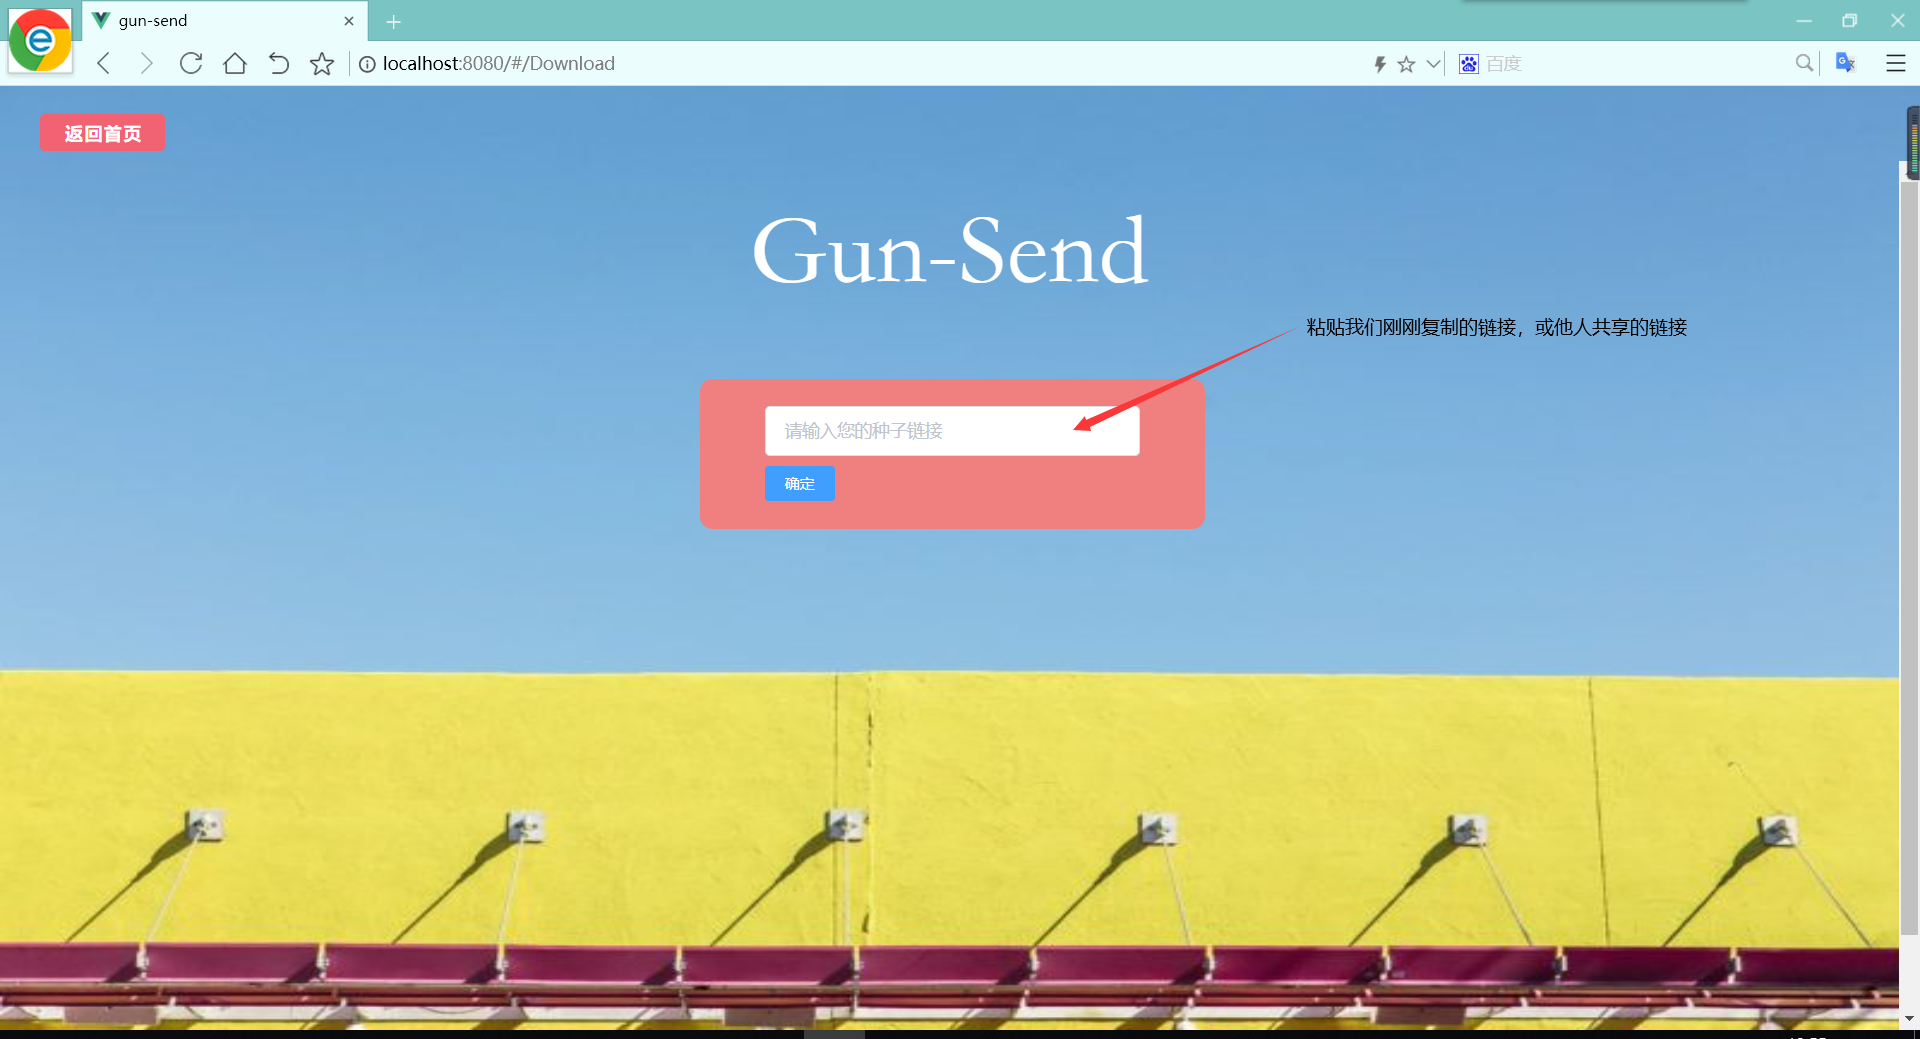 gun-send
localhost:8080/#/Download
百度
返回首页
Gun-Send
粘贴我们刚刚复制的链接，或他人共享的链接
请输入您的种子链接
确定